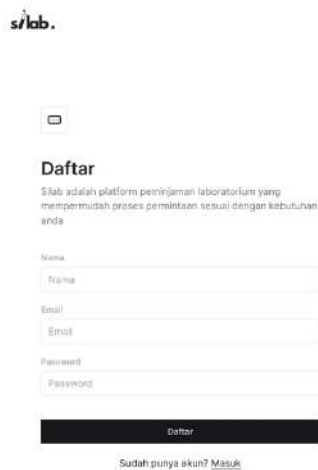 silab.
Daftar
Silab adalah platform peminjaman laboratorium yang
mempermudah proses permintaan sesuai dengan kebutuhan
anda
Nama
Nama
Email
Email
Password
Password
Daftar
Sudah punya akun? Masuk